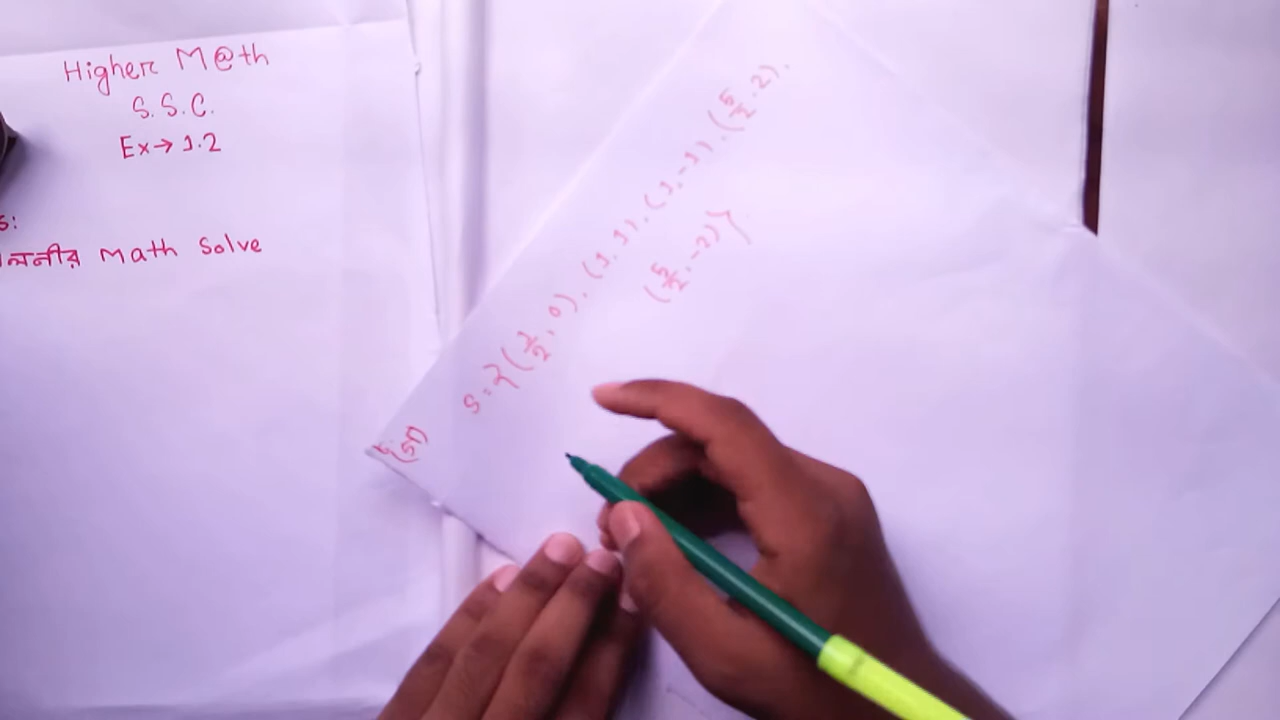 Higher M@th
S.S.C.
Ex→1.2
Math Solve
S={(1/2, 0), (1, 1), (1, -1), (5/2, 2),
(5/2, -2)}